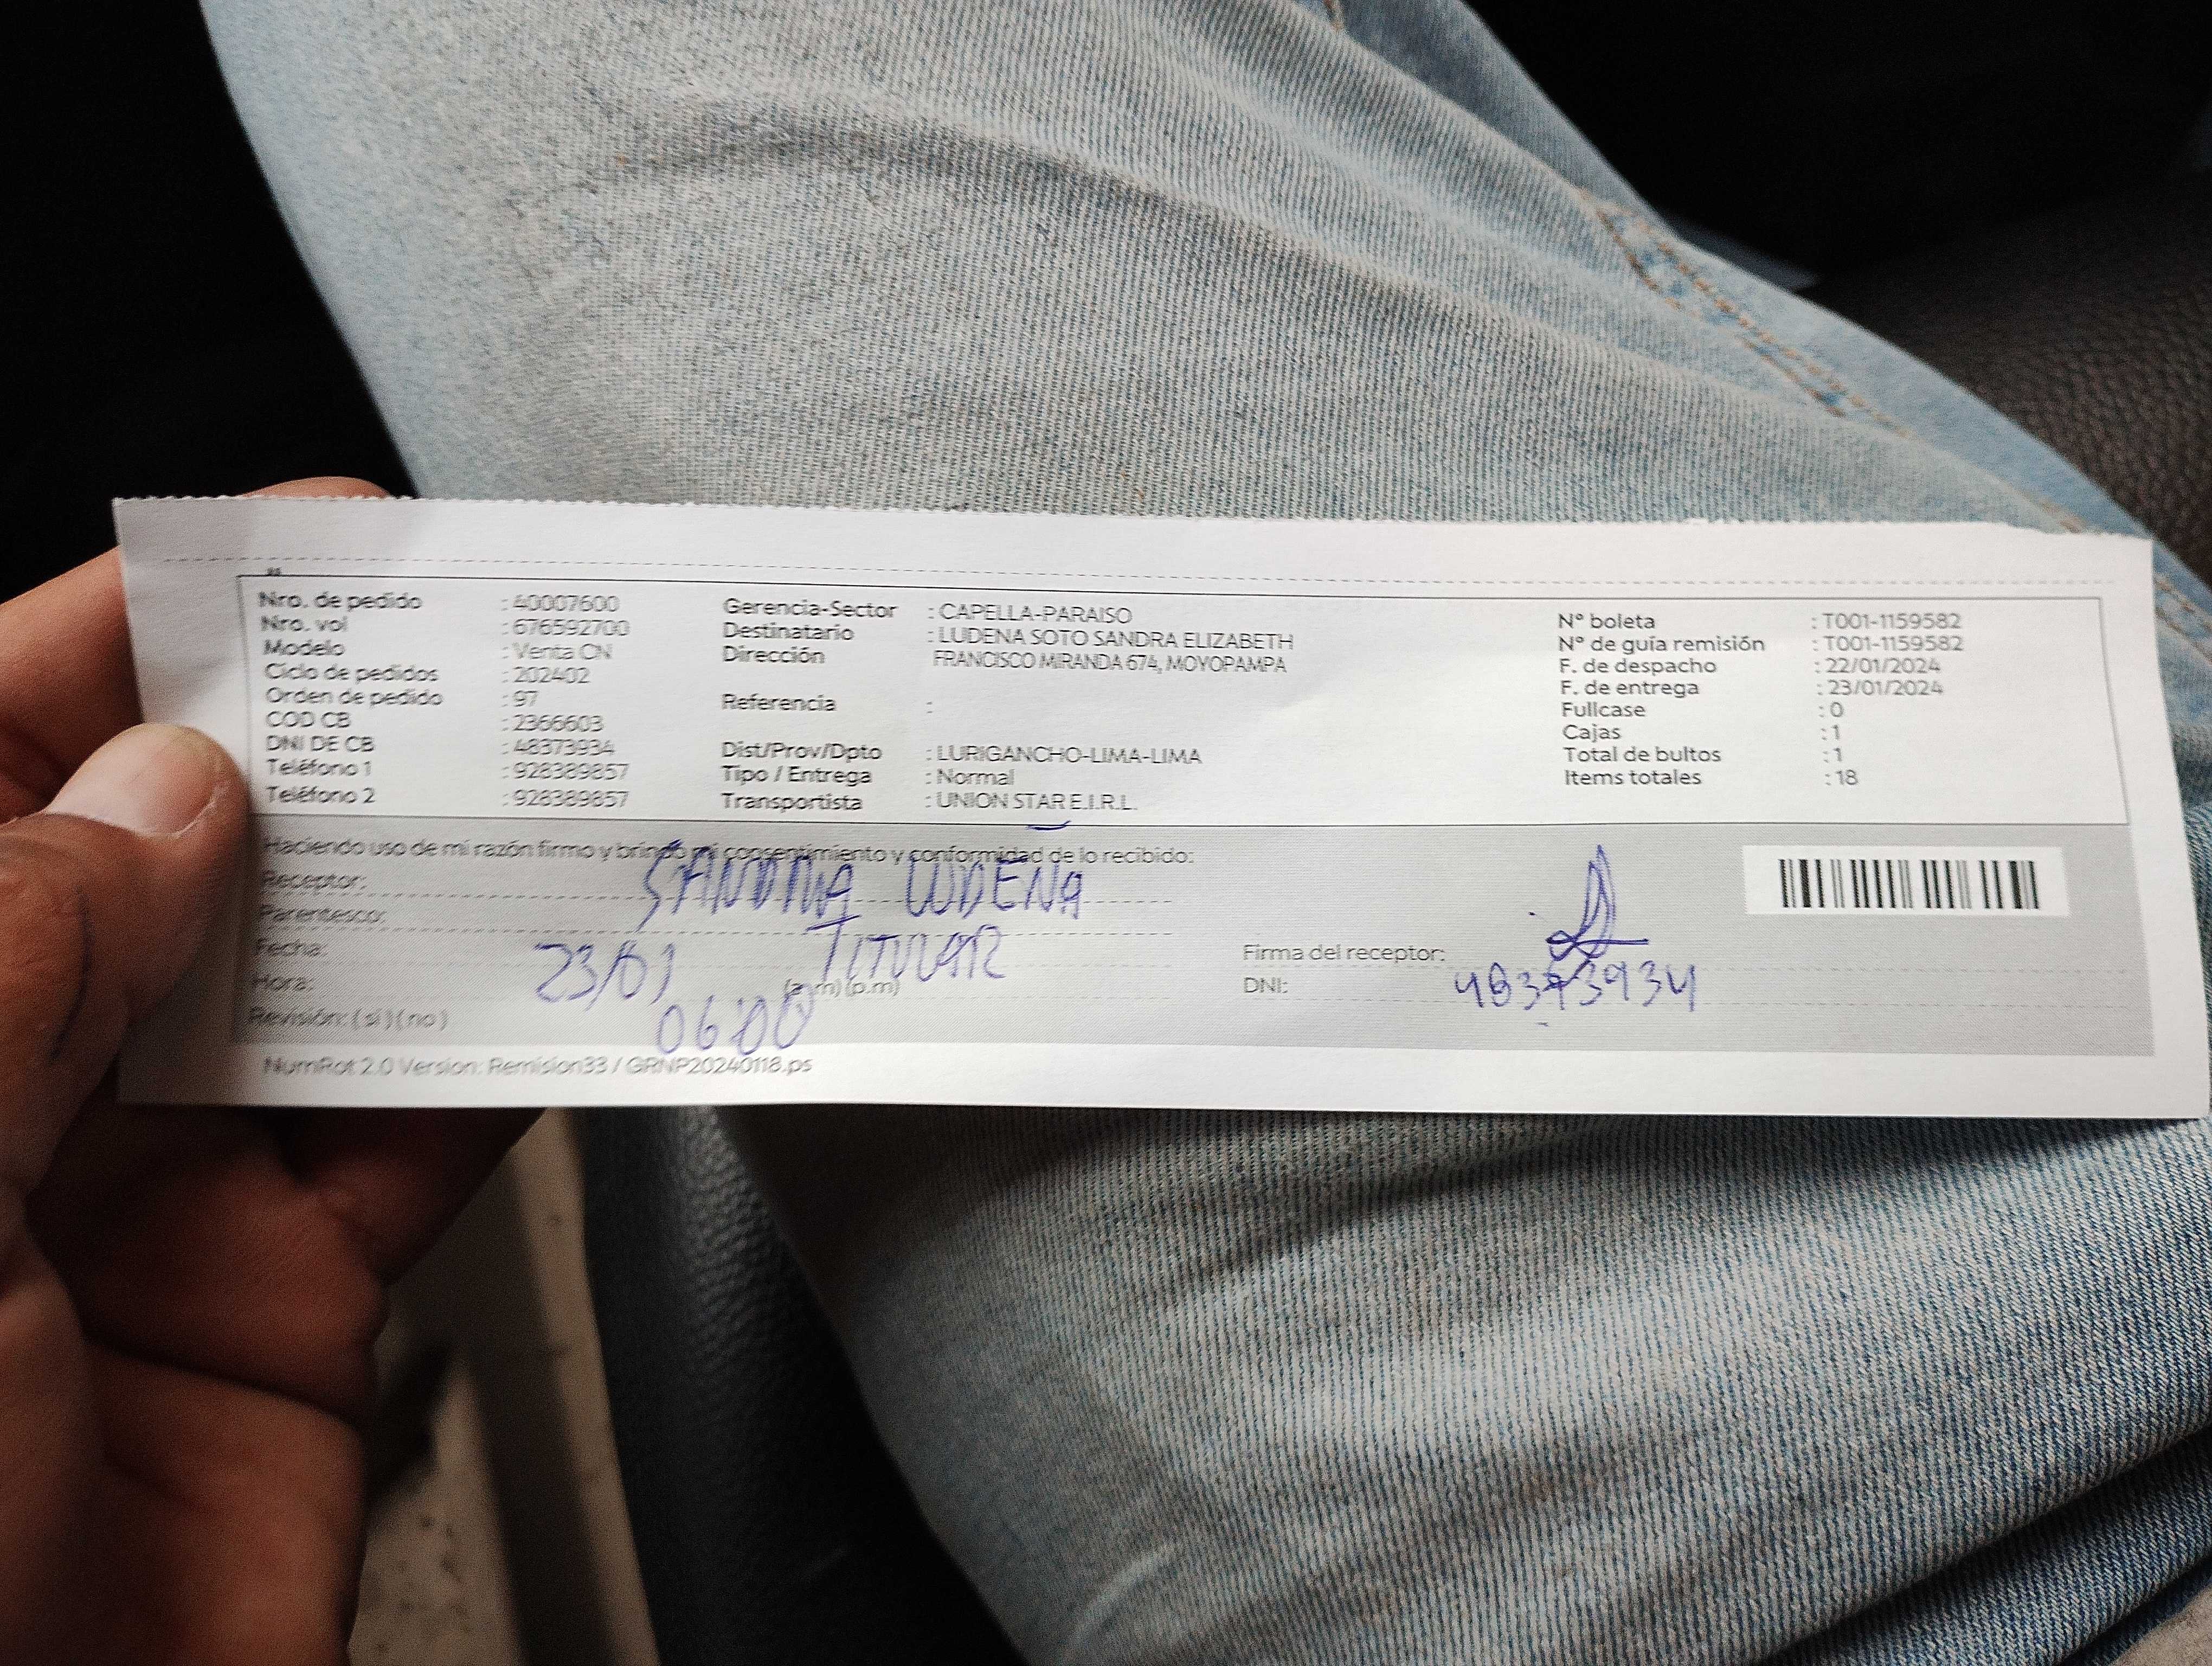 Nro. de pedido : 40007600
Nro. vol : 676592700
Modelo : Venta CN
Ciclo de pedidos : 202402
Orden de pedido : 97
COD CB : 2366603
DNI DE CB : 48373934
Teléfono 1 : 928389857
Teléfono 2 : 928389857
Gerencia-Sector : CAPELLA-PARAISO
Destinatario : LUDENA SOTO SANDRA ELIZABETH
Dirección FRANCISCO MIRANDA 674, MOYOPAMPA
Referencia :
Dist/Prov/Dpto : LURIGANCHO-LIMA-LIMA
Tipo / Entrega : Normal
Transportista : UNION STAR E.I.R.L.
N° boleta : T001-1159582
N° de guía remisión : T001-1159582
F. de despacho : 22/01/2024
F. de entrega : 23/01/2024
Fullcase : 0
Cajas : 1
Total de bultos : 1
Items totales : 18
Haciendo uso de mi razón firmo y brindo mi consentimiento y conformidad de lo recibido:
Receptor: SANDRA LUDEÑA
Parentesco: TITULAR
Fecha: 23/01
Hora: 06:00 (a.m) (p.m)
Revisión: (si) (no)
Firma del receptor:
DNI: 48373934
NumRot 2.0 Version: Remision33 / GRNP20240118.ps